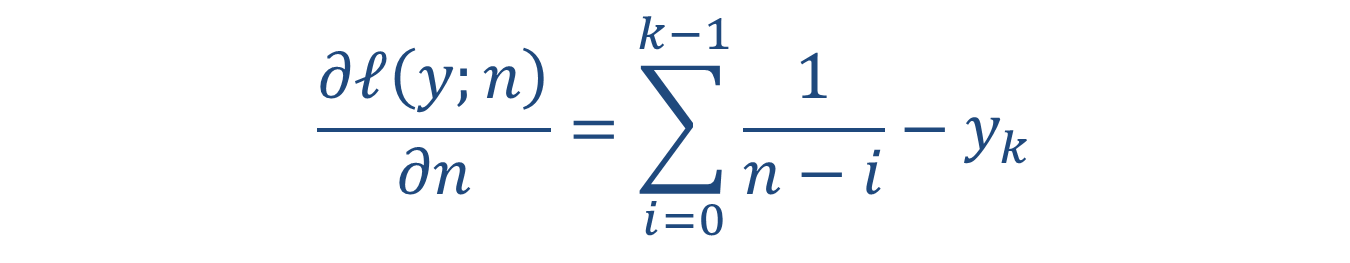 ∂ℓ(y; n)/∂n = ∑_{i=0}^{k−1} 1/(n − i) − y_k